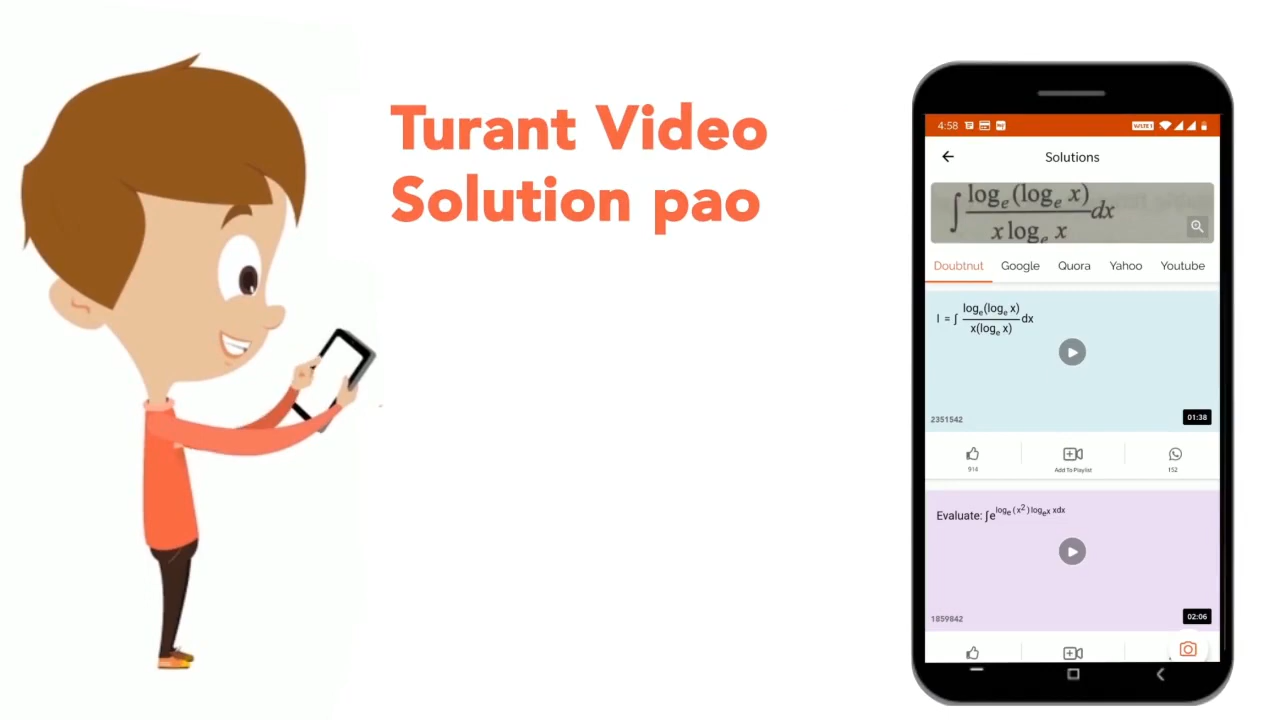 Turant Video
Solution pao
4:58
VoLTE1
Solutions
∫ logₑ(logₑ x) / x logₑ x dx
Doubtnut Google Quora Yahoo Youtube
I = ∫ logₑ(logₑ x) / x(logₑ x) dx
2351542 01:38
914 Add To Playlist 152
Evaluate: ∫e^logₑ(x²)logₑx xdx
1859842 02:06